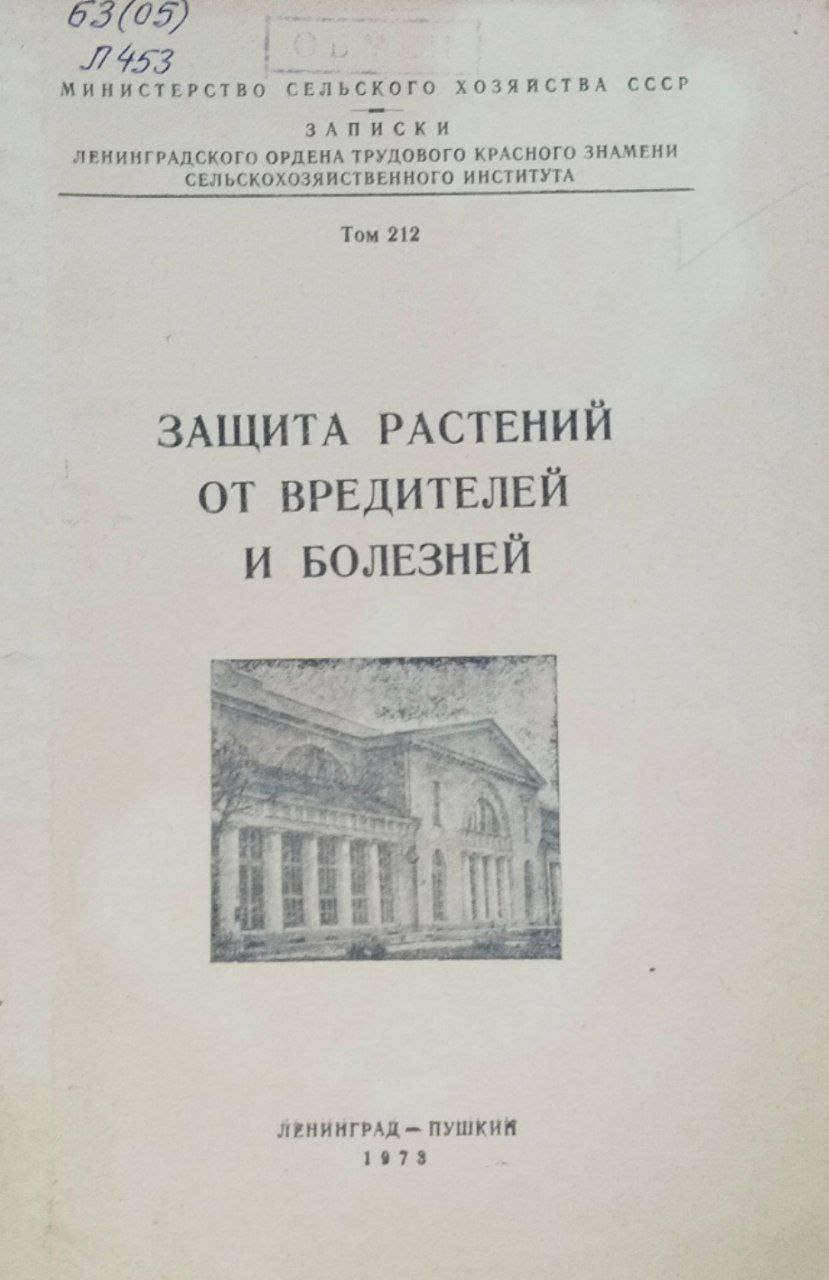 63(05)
Л453
МИНИСТЕРСТВО СЕЛЬСКОГО ХОЗЯЙСТВА СССР
ЗАПИСКИ
ЛЕНИНГРАДСКОГО ОРДЕНА ТРУДОВОГО КРАСНОГО ЗНАМЕНИ
СЕЛЬСКОХОЗЯЙСТВЕННОГО ИНСТИТУТА
Том 212
ЗАЩИТА РАСТЕНИЙ
ОТ ВРЕДИТЕЛЕЙ
И БОЛЕЗНЕЙ
ЛЕНИНГРАД — ПУШКИН
1973